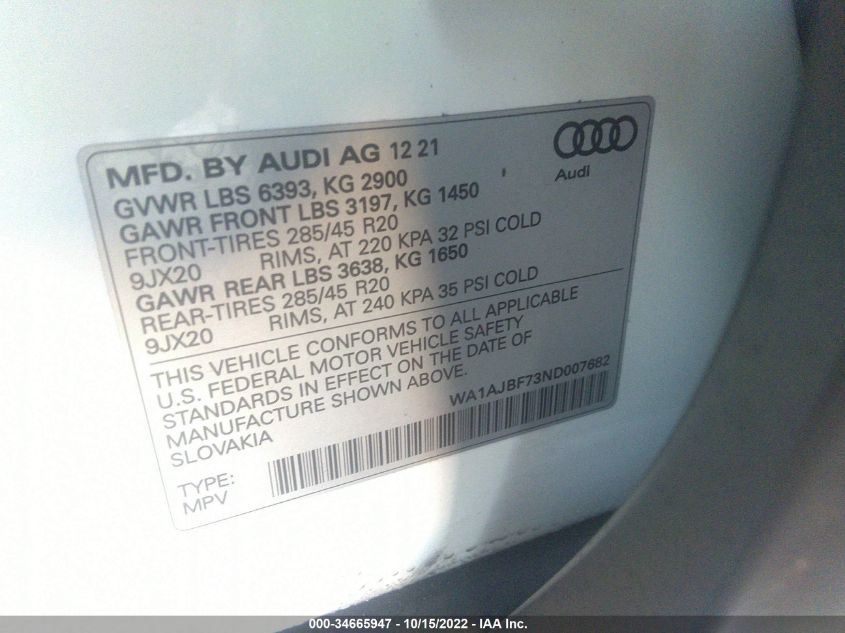 MFD. BY AUDI AG 12 21
GVWR LBS 6393, KG 2900
GAWR FRONT LBS 3197, KG 1450
FRONT-TIRES 285/45 R20
9JX20 RIMS, AT 220 KPA 32 PSI COLD
GAWR REAR LBS 3638, KG 1650
REAR-TIRES 285/45 R20
9JX20 RIMS, AT 240 KPA 35 PSI COLD
Audi
THIS VEHICLE CONFORMS TO ALL APPLICABLE
U.S. FEDERAL MOTOR VEHICLE SAFETY
STANDARDS IN EFFECT ON THE DATE OF
MANUFACTURE SHOWN ABOVE.
SLOVAKIA
WA1AJBF73ND007682
TYPE:
MPV
000-34665947 - 10/15/2022 - IAA Inc.